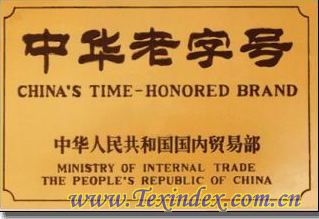 中华老字号
CHINA'S TIME-HONORED BRAND
中华人民共和国国内贸易部
MINISTRY OF INTERNAL TRADE
THE PEOPLE'S REPUBLIC OF CHINA
www.Texindex.com.cn